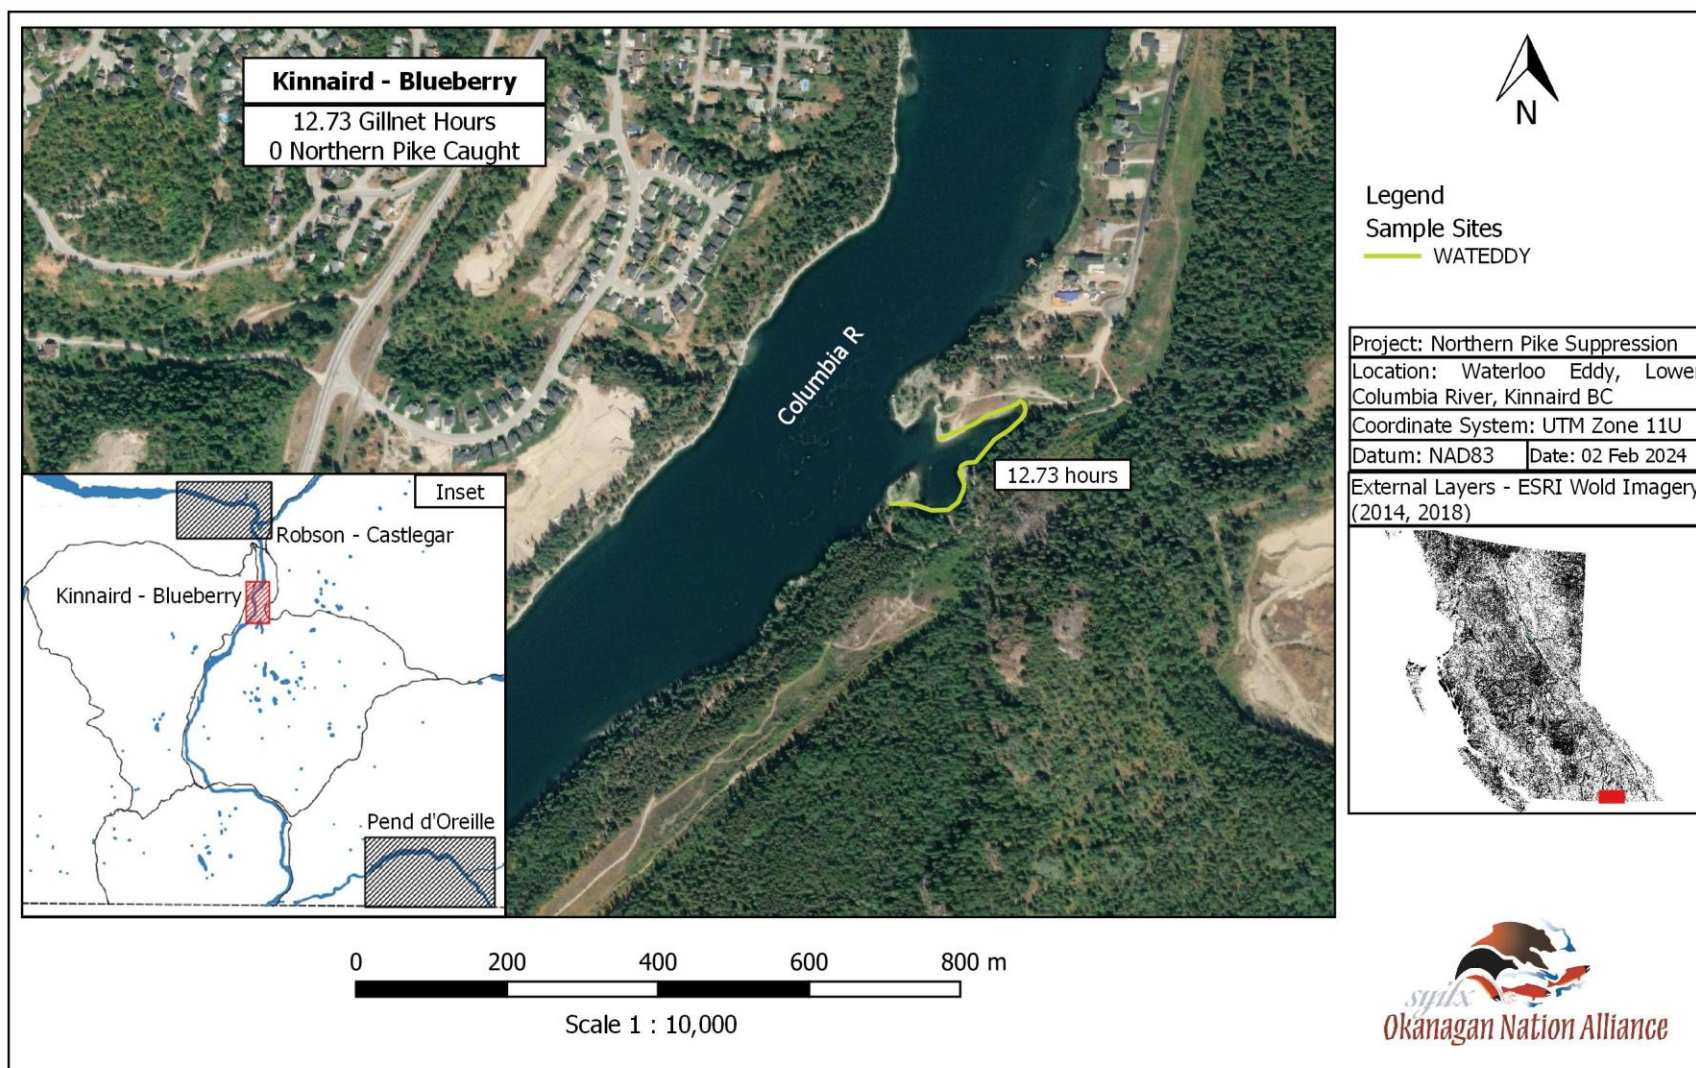 Kinnaird - Blueberry
12.73 Gillnet Hours
0 Northern Pike Caught
Columbia R
12.73 hours
Inset
Robson - Castlegar
Kinnaird - Blueberry
Pend d'Oreille
0 200 400 600 800 m
Scale 1 : 10,000
N
Legend
Sample Sites
WATEDDY
Project: Northern Pike Suppression
Location: Waterloo Eddy, Lower
Columbia River, Kinnaird BC
Coordinate System: UTM Zone 11U
Datum: NAD83 Date: 02 Feb 2024
External Layers - ESRI Wold Imagery
(2014, 2018)
syilx
Okanagan Nation Alliance